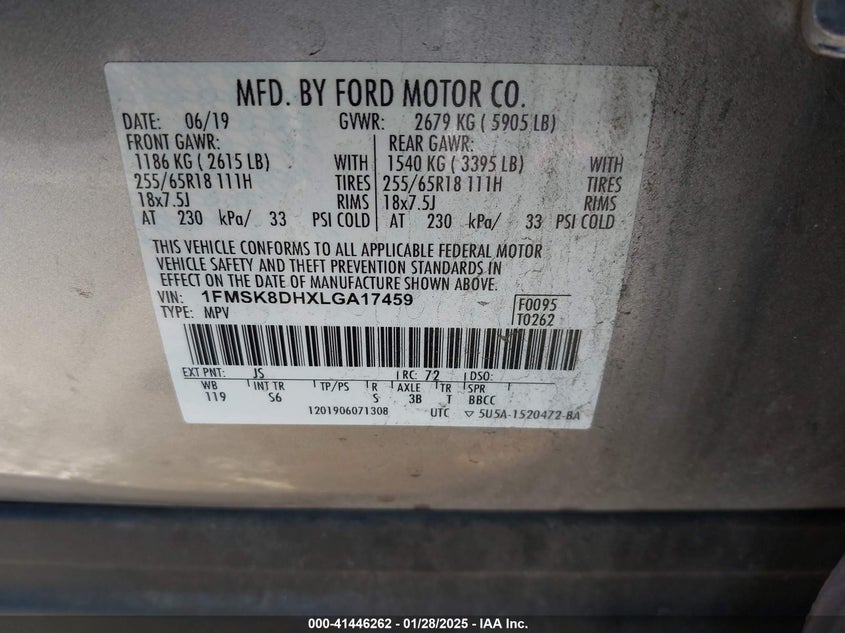 MFD. BY FORD MOTOR CO.
DATE: 06/19 GVWR: 2679 KG ( 5905 LB)
FRONT GAWR: REAR GAWR:
1186 KG ( 2615 LB) WITH 1540 KG ( 3395 LB) WITH
255/65R18 111H TIRES 255/65R18 111H TIRES
18x7.5J RIMS 18x7.5J RIMS
AT 230 kPa/ 33 PSI COLD AT 230 kPa/ 33 PSI COLD
THIS VEHICLE CONFORMS TO ALL APPLICABLE FEDERAL MOTOR
VEHICLE SAFETY AND THEFT PREVENTION STANDARDS IN
EFFECT ON THE DATE OF MANUFACTURE SHOWN ABOVE.
VIN: 1FMSK8DHXLGA17459 F0095
TYPE: MPV T0262
EXT PNT: JS RC: 72 DSO:
WB INT TR TP/PS R AXLE TR SPR
119 S6 S 3B T BBCC
1201906071308 UTC ▽ 5U5A-1520472-BA
000-41446262 - 01/28/2025 - IAA Inc.